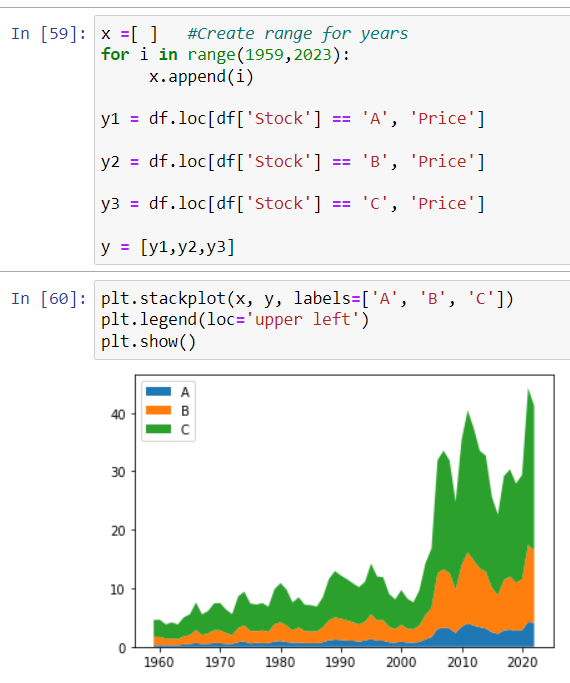 In [59]: x =[ ]   #Create range for years
for i in range(1959,2023):
     x.append(i)
y1 = df.loc[df['Stock'] == 'A', 'Price']
y2 = df.loc[df['Stock'] == 'B', 'Price']
y3 = df.loc[df['Stock'] == 'C', 'Price']
y = [y1,y2,y3]
In [60]: plt.stackplot(x, y, labels=['A', 'B', 'C'])
plt.legend(loc='upper left')
plt.show()
A
B
C
40
30
20
10
0
1960 1970 1980 1990 2000 2010 2020